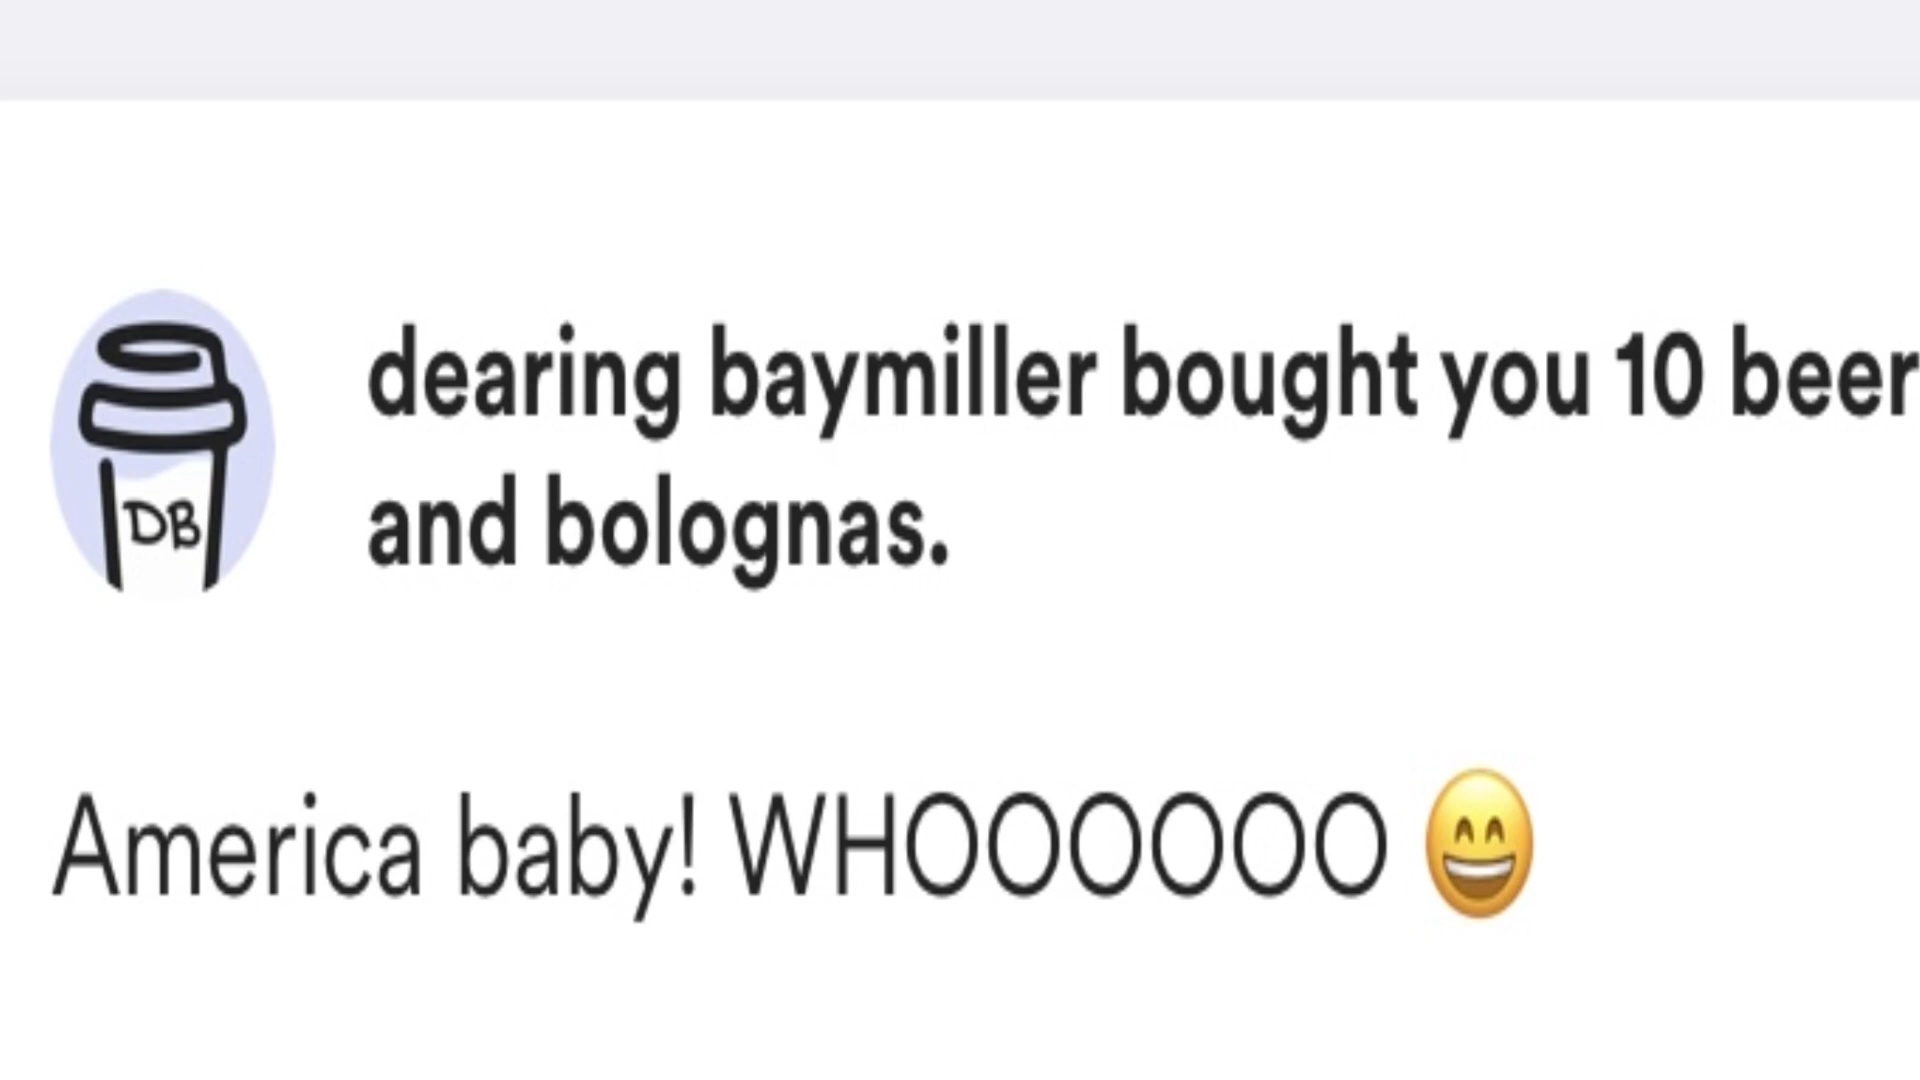 DB
dearing baymiller bought you 10 beer
and bolognas.
America baby! WHOOOOOO 😄